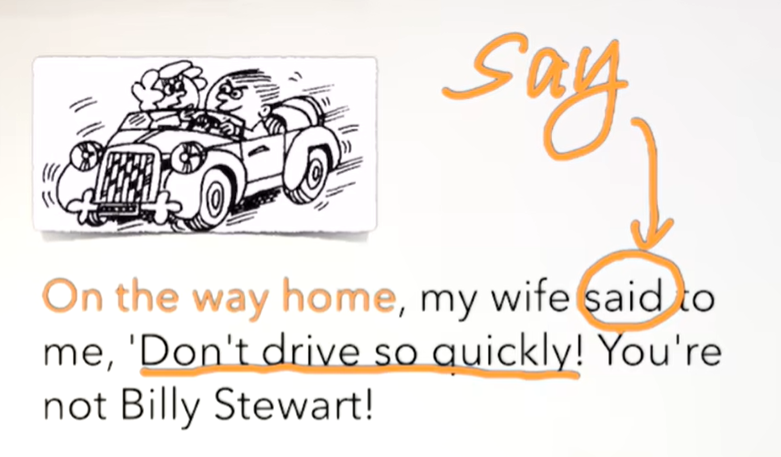 say
On the way home, my wife said to
me, 'Don't drive so quickly! You're
not Billy Stewart!